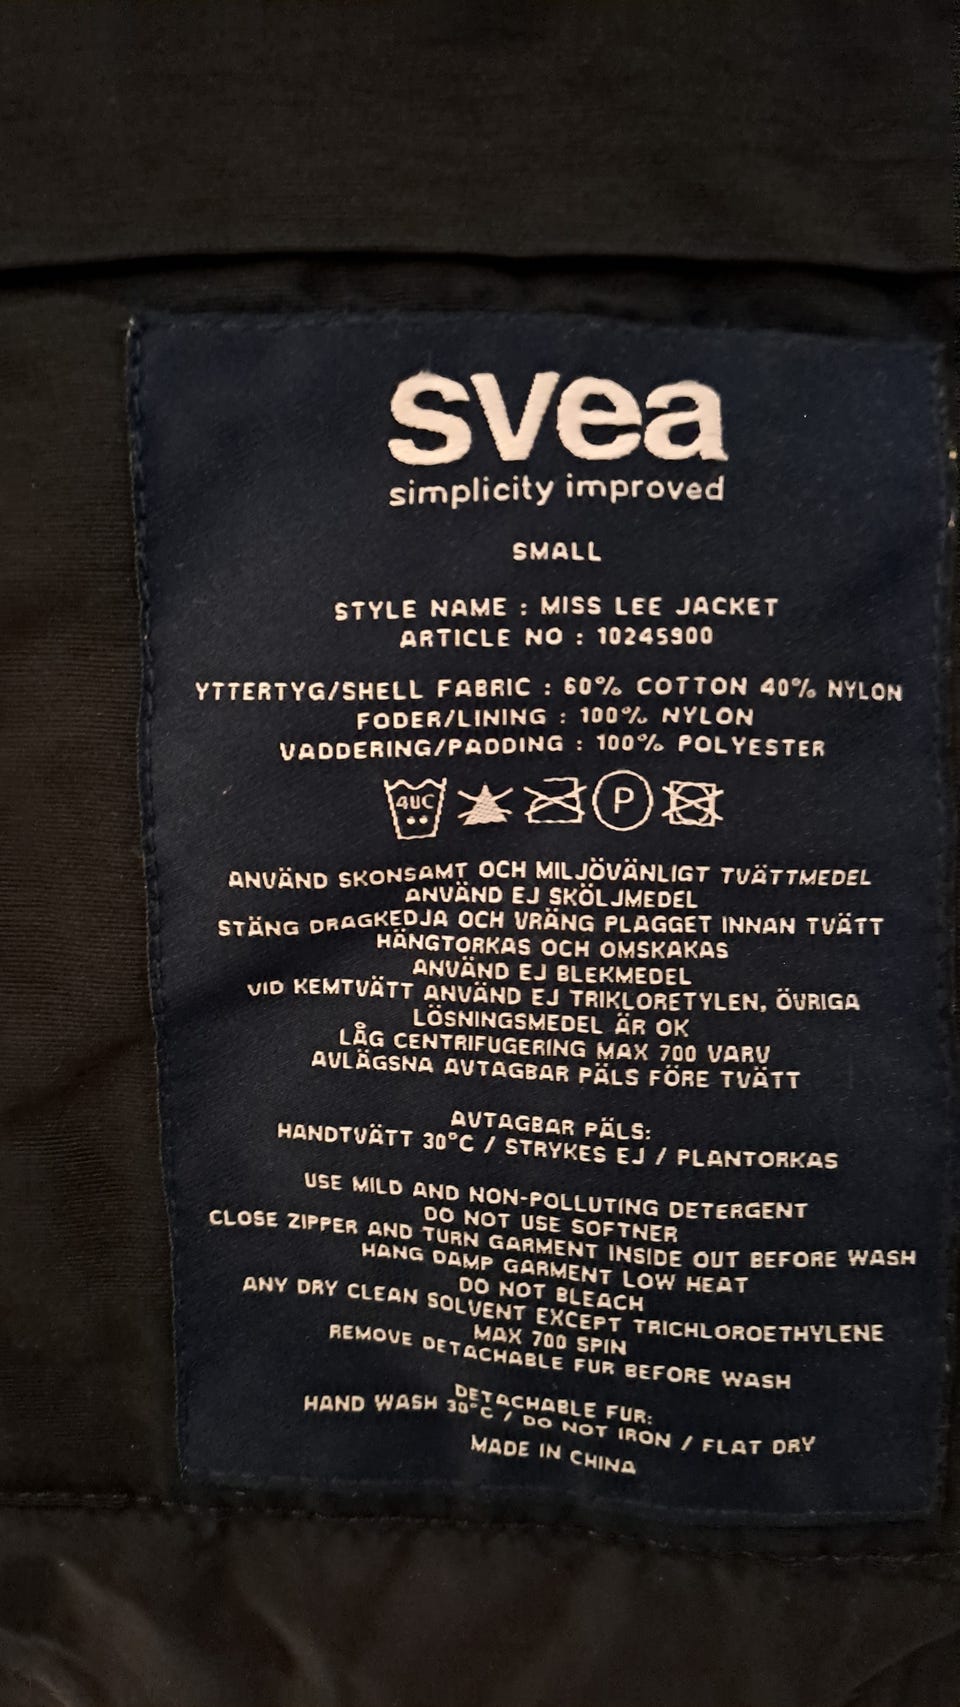 svea
simplicity improved
SMALL
STYLE NAME : MISS LEE JACKET
ARTICLE NO : 10245900
YTTERTYG/SHELL FABRIC : 60% COTTON 40% NYLON
FODER/LINING : 100% NYLON
VADDERING/PADDING : 100% POLYESTER
40C P
ANVÄND SKONSAMT OCH MILJÖVÄNLIGT TVÄTTMEDEL
ANVÄND EJ SKÖLJMEDEL
STÄNG DRAGKEDJA OCH VRÄNG PLAGGET INNAN TVÄTT
HÄNGTORKAS OCH OMSKAKAS
ANVÄND EJ BLEKMEDEL
VID KEMTVÄTT ANVÄND EJ TRIKLORETYLEN, ÖVRIGA
LÖSNINGSMEDEL ÄR OK
LÅG CENTRIFUGERING MAX 700 VARV
AVLÄGSNA AVTAGBAR PÄLS FÖRE TVÄTT
AVTAGBAR PÄLS:
HANDTVÄTT 30°C / STRYKES EJ / PLANTORKAS
USE MILD AND NON-POLLUTING DETERGENT
DO NOT USE SOFTNER
CLOSE ZIPPER AND TURN GARMENT INSIDE OUT BEFORE WASH
HANG DAMP GARMENT LOW HEAT
DO NOT BLEACH
ANY DRY CLEAN SOLVENT EXCEPT TRICHLOROETHYLENE
MAX 700 SPIN
REMOVE DETACHABLE FUR BEFORE WASH
DETACHABLE FUR:
HAND WASH 30°C / DO NOT IRON / FLAT DRY
MADE IN CHINA